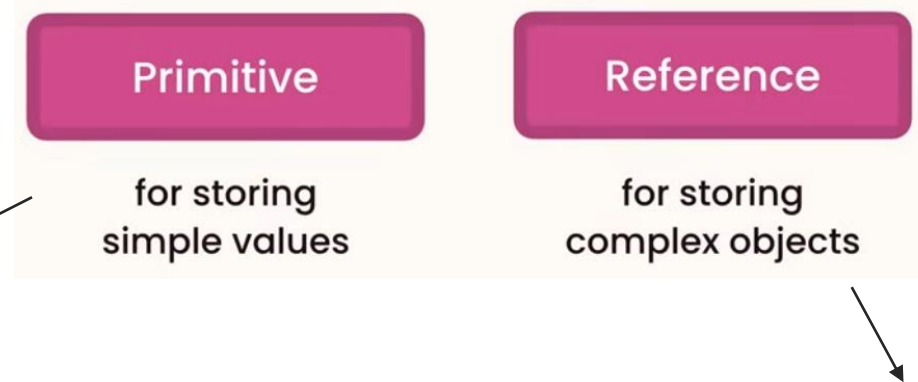 Primitive
for storing
simple values
Reference
for storing
complex objects